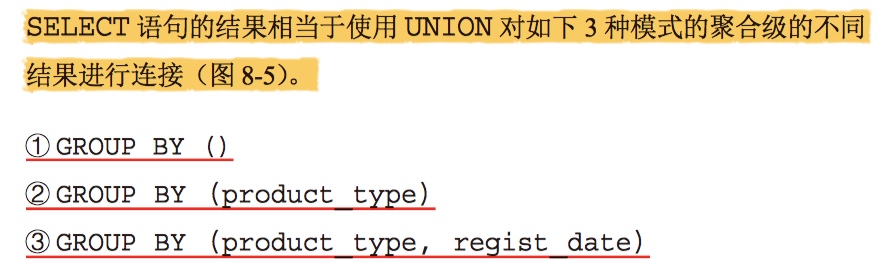 SELECT 语句的结果相当于使用 UNION 对如下 3 种模式的聚合级的不同
结果进行连接（图 8-5）。
① GROUP BY ()
② GROUP BY (product_type)
③ GROUP BY (product_type, regist_date)